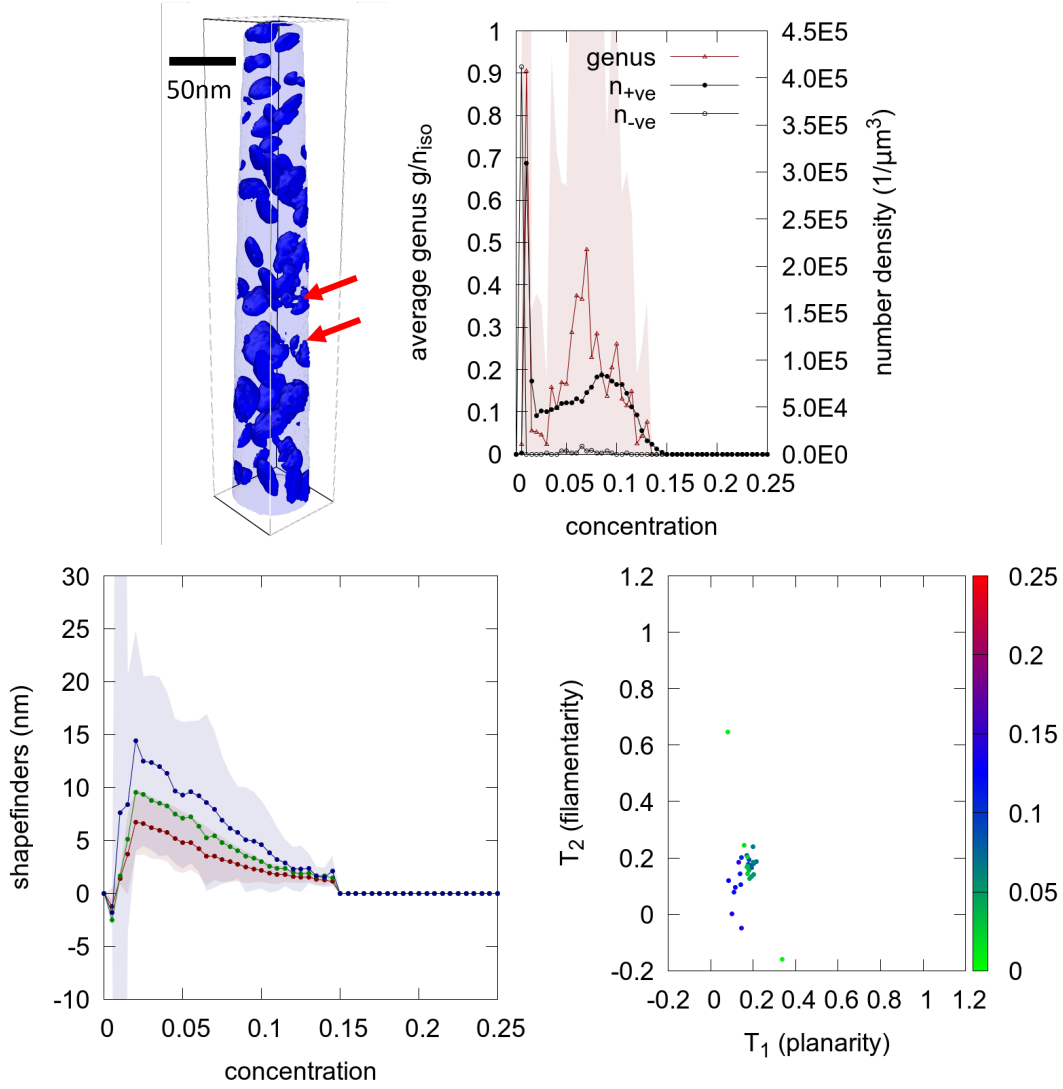 50nm
1
0.9
0.8
0.7
0.6
0.5
0.4
0.3
0.2
0.1
0
average genus g/n_iso
genus
n_+ve
n_-ve
4.5E5
4.0E5
3.5E5
3.0E5
2.5E5
2.0E5
1.5E5
1.0E5
5.0E4
0.0E0
number density (1/µm³)
0 0.05 0.1 0.15 0.2 0.25
concentration
30
25
20
15
10
5
0
-5
-10
shapefinders (nm)
0 0.05 0.1 0.15 0.2 0.25
concentration
1.2
1
0.8
0.6
0.4
0.2
0
-0.2
T₂ (filamentarity)
-0.2 0 0.2 0.4 0.6 0.8 1 1.2
T₁ (planarity)
0.25
0.2
0.15
0.1
0.05
0